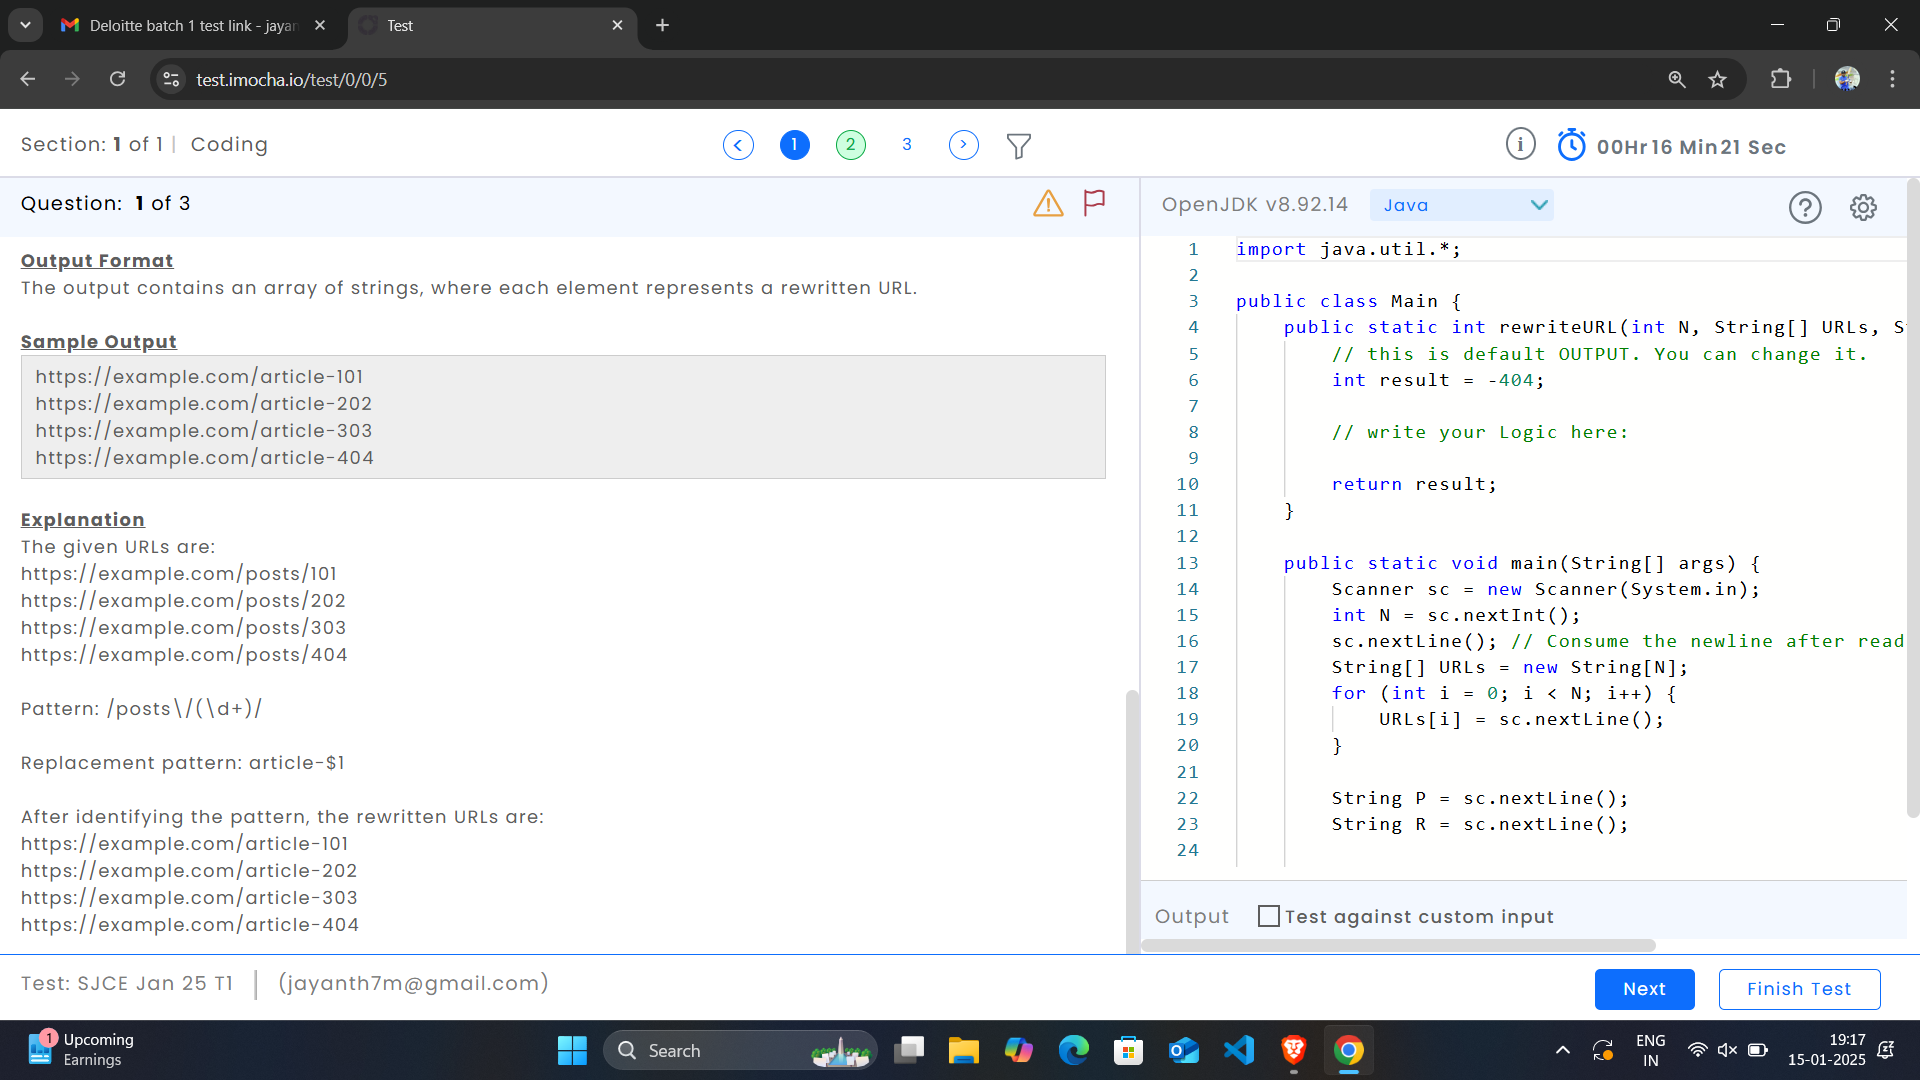 Deloitte batch 1 test link - jayan
Test
test.imocha.io/test/0/0/5
Section: 1 of 1 | Coding
1
2
3
00Hr 16 Min 21 Sec
Question: 1 of 3
OpenJDK v8.92.14
Java
Output Format
The output contains an array of strings, where each element represents a rewritten URL.
Sample Output
https://example.com/article-101
https://example.com/article-202
https://example.com/article-303
https://example.com/article-404
Explanation
The given URLs are:
https://example.com/posts/101
https://example.com/posts/202
https://example.com/posts/303
https://example.com/posts/404
Pattern: /posts\/(\d+)/
Replacement pattern: article-$1
After identifying the pattern, the rewritten URLs are:
https://example.com/article-101
https://example.com/article-202
https://example.com/article-303
https://example.com/article-404
1 import java.util.*;
2
3 public class Main {
4 public static int rewriteURL(int N, String[] URLs, S
5 // this is default OUTPUT. You can change it.
6 int result = -404;
7
8 // write your Logic here:
9
10 return result;
11 }
12
13 public static void main(String[] args) {
14 Scanner sc = new Scanner(System.in);
15 int N = sc.nextInt();
16 sc.nextLine(); // Consume the newline after read
17 String[] URLs = new String[N];
18 for (int i = 0; i < N; i++) {
19 URLs[i] = sc.nextLine();
20 }
21
22 String P = sc.nextLine();
23 String R = sc.nextLine();
24
Output
Test against custom input
Test: SJCE Jan 25 T1 | (jayanth7m@gmail.com)
Next
Finish Test
1
Upcoming
Earnings
Search
ENG
IN
19:17
15-01-2025